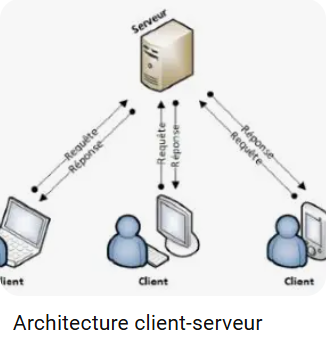 Serveur
Requête
Réponse
Requête
Réponse
Réponse
Requête
lient
Client
Client
Architecture client-serveur